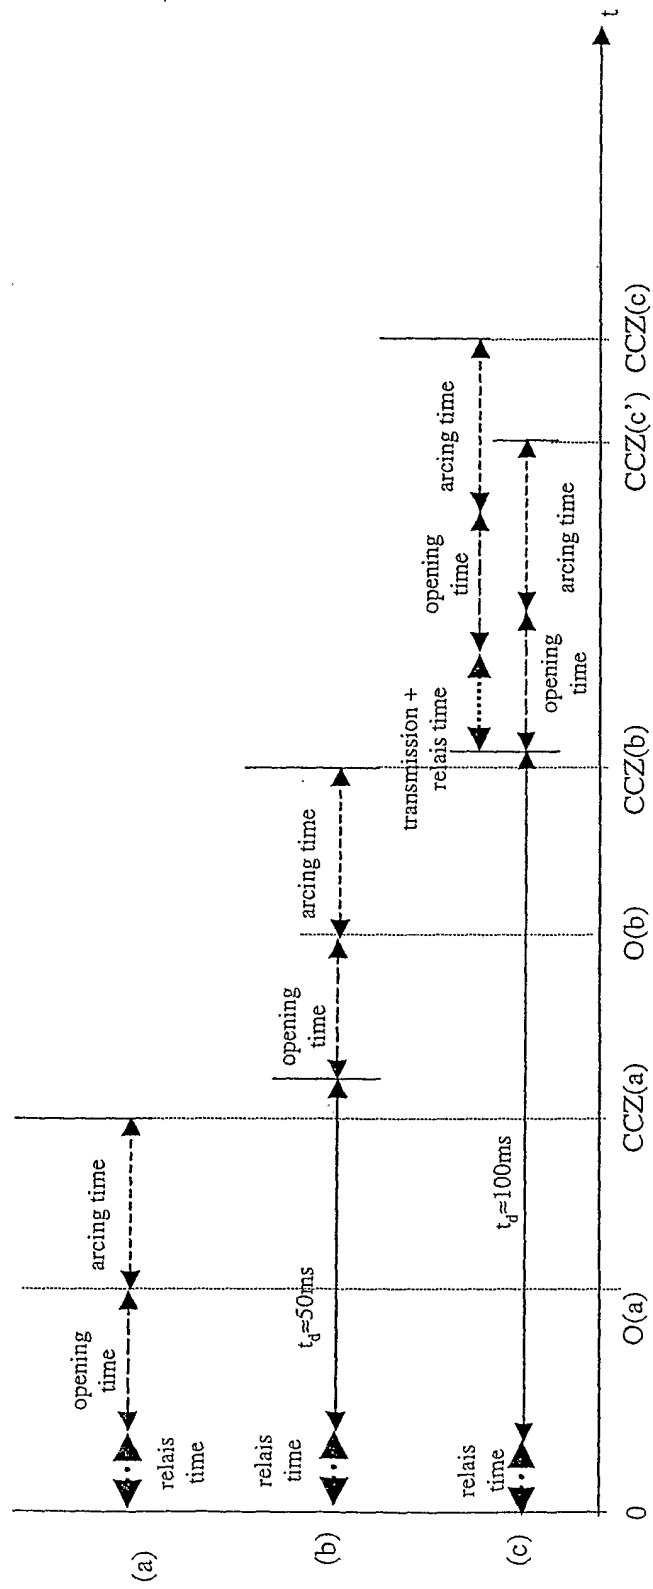 (a)
relais
time
opening
time
arcing time
(b)
relais
time
t_d≈50ms
opening
time
arcing time
(c)
relais
time
t_d≈100ms
transmission +
relais time
opening
time
arcing time
opening
time
arcing time
0
O(a)
CCZ(a)
O(b)
CCZ(b)
CCZ(c')
CCZ(c)
t